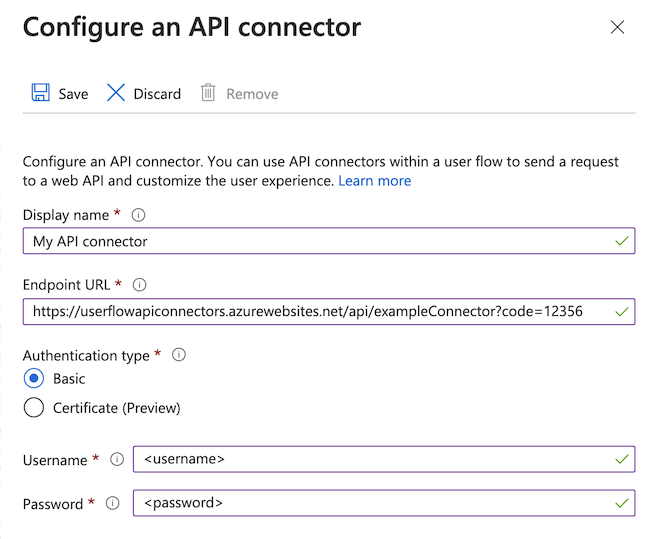 Configure an API connector
Save Discard Remove
Configure an API connector. You can use API connectors within a user flow to send a request
to a web API and customize the user experience. Learn more
Display name *
My API connector
Endpoint URL *
https://userflowapiconnectors.azurewebsites.net/api/exampleConnector?code=12356
Authentication type *
Basic
Certificate (Preview)
Username * <username>
Password * <password>